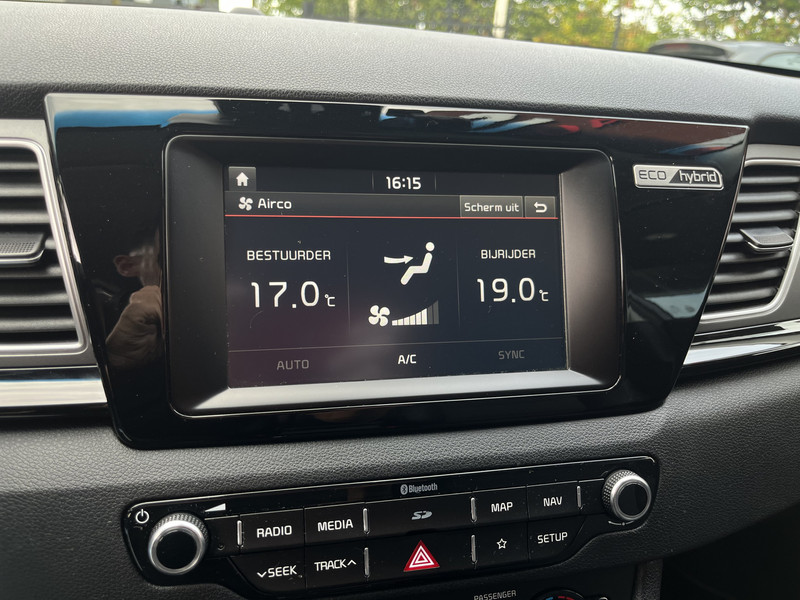 16:15
Airco Scherm uit
BESTUURDER BIJRIJDER
17.0°C 19.0°C
AUTO A/C SYNC
ECO hybrid
Bluetooth
RADIO MEDIA SD MAP NAV
SEEK TRACK SETUP
PASSENGER